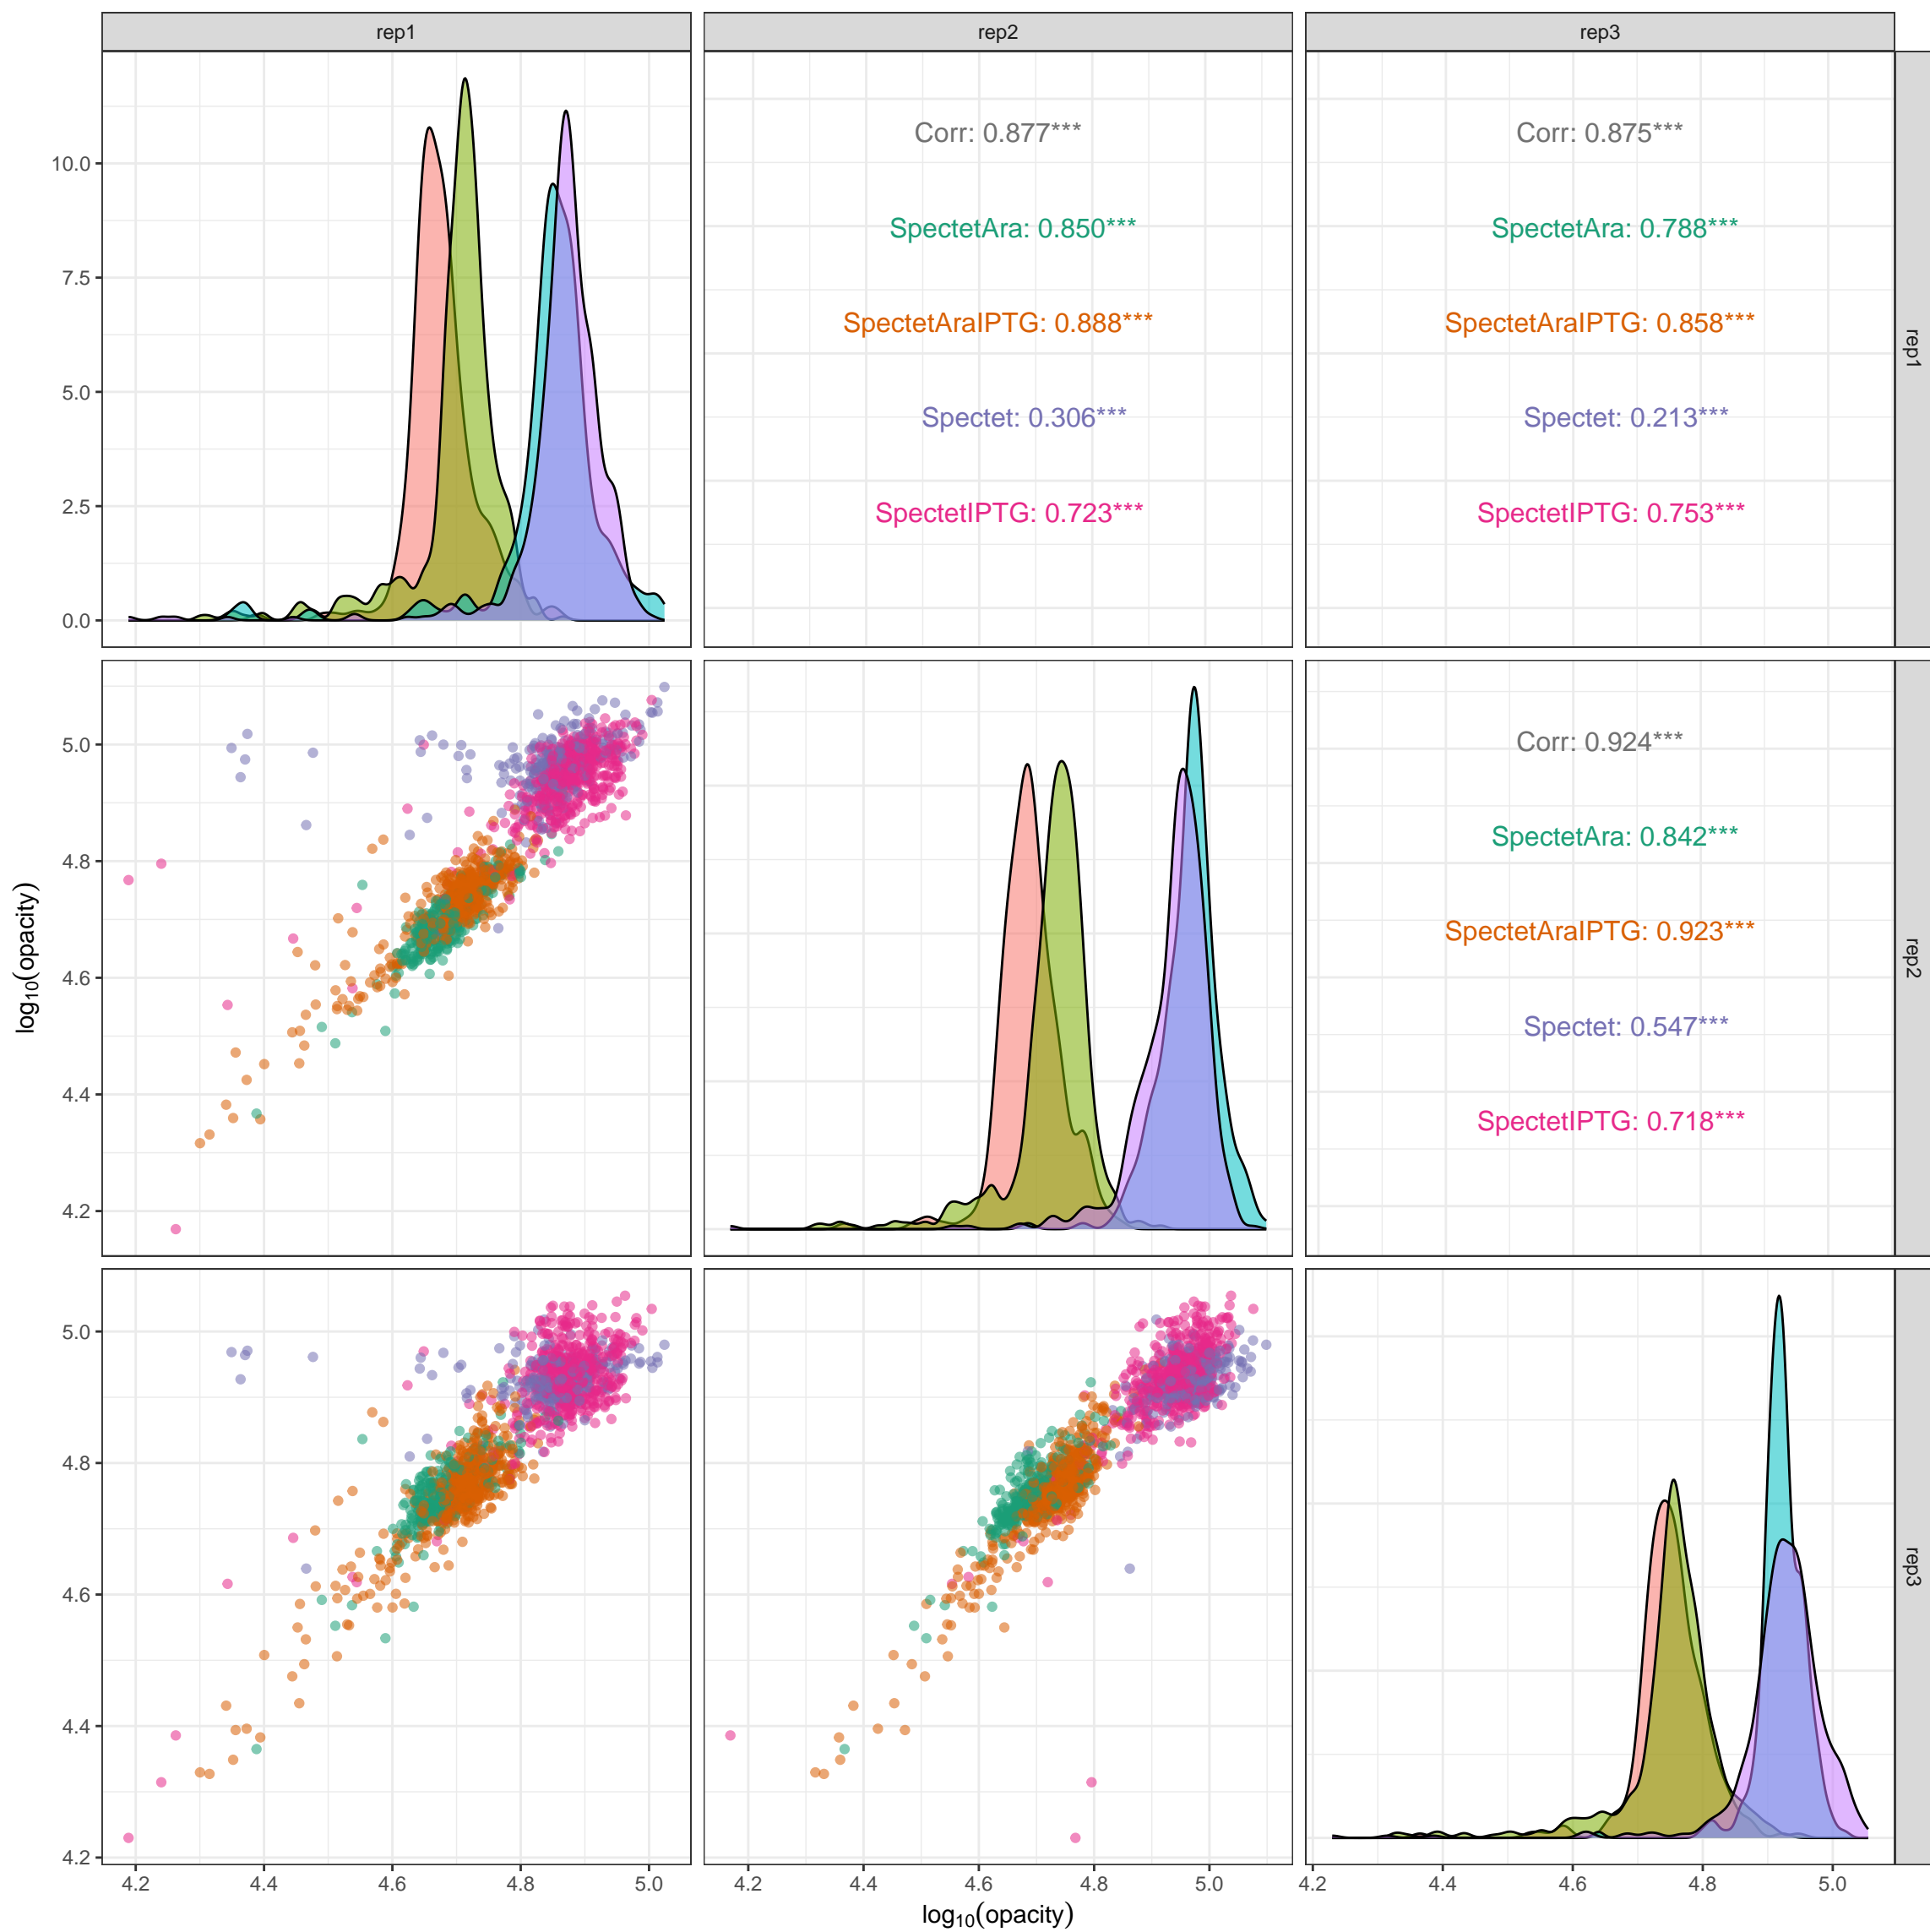 rep1 rep2 rep3
10.0
7.5
5.0
2.5
0.0
Corr: 0.877***
SpectetAra: 0.850***
SpectetAraIPTG: 0.888***
Spectet: 0.306***
SpectetIPTG: 0.723***
Corr: 0.875***
SpectetAra: 0.788***
SpectetAraIPTG: 0.858***
Spectet: 0.213***
SpectetIPTG: 0.753***
rep1
log₁₀(opacity)
5.0
4.8
4.6
4.4
4.2
Corr: 0.924***
SpectetAra: 0.842***
SpectetAraIPTG: 0.923***
Spectet: 0.547***
SpectetIPTG: 0.718***
rep2
5.0
4.8
4.6
4.4
4.2
rep3
4.2 4.4 4.6 4.8 5.0
4.2 4.4 4.6 4.8 5.0
4.2 4.4 4.6 4.8 5.0
log₁₀(opacity)